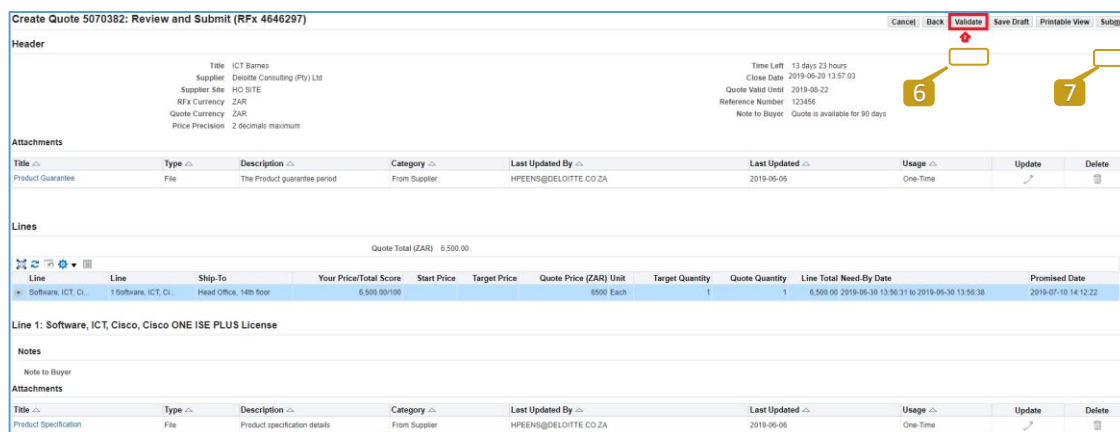 Create Quote 5070382: Review and Submit (RFx 4646297)
Cancel Back Validate Save Draft Printable View Subm
Header
Title ICT Barnes
Supplier Deloitte Consulting (Pty) Ltd
Supplier Site HO SITE
RFx Currency ZAR
Quote Currency ZAR
Price Precision 2 decimals maximum
Time Left 13 days 23 hours
Close Date 2019-06-20 13:57:03
Quote Valid Until 2019-08-22
Reference Number 123456
Note to Buyer Quote is available for 90 days
6
7
Attachments
Title Type Description Category Last Updated By Last Updated Usage Update Delete
Product Guarantee File The Product guarantee period From Supplier HPEENS@DELOITTE.CO.ZA 2019-06-06 One-Time
Lines
Quote Total (ZAR) 6,500.00
Line Line Ship-To Your Price/Total Score Start Price Target Price Quote Price (ZAR) Unit Target Quantity Quote Quantity Line Total Need-By Date Promised Date
Software, ICT, Ci... 1 Software, ICT, Ci... Head Office, 14th floor 6,500.00/100 6500 Each 1 1 6,500.00 2019-06-30 13:56:31 to 2019-06-30 13:56:38 2019-07-10 14:12:22
Line 1: Software, ICT, Cisco, Cisco ONE ISE PLUS License
Notes
Note to Buyer
Attachments
Title Type Description Category Last Updated By Last Updated Usage Update Delete
Product Specification File Product specification details From Supplier HPEENS@DELOITTE.CO.ZA 2019-06-06 One-Time